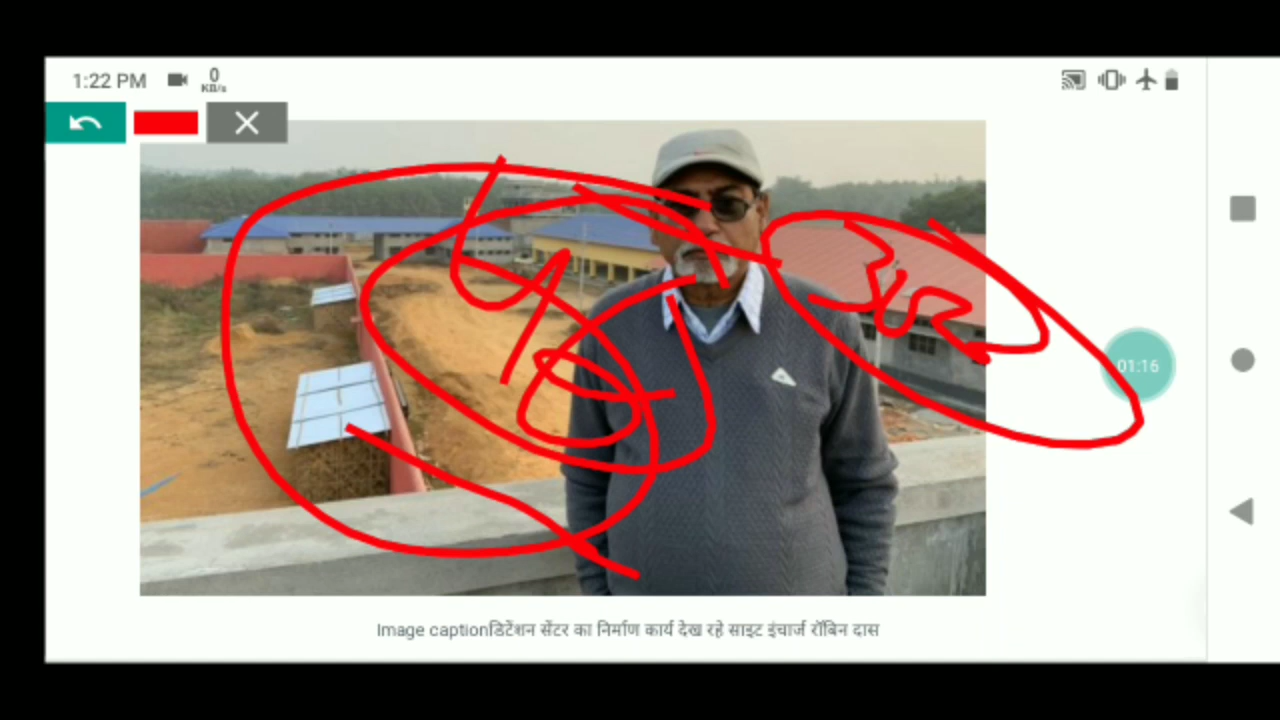 1:22 PM 0 KB/s
01:16
Image captionडिटेंशन सेंटर का निर्माण कार्य देख रहे साइट इंचार्ज रॉबिन दास